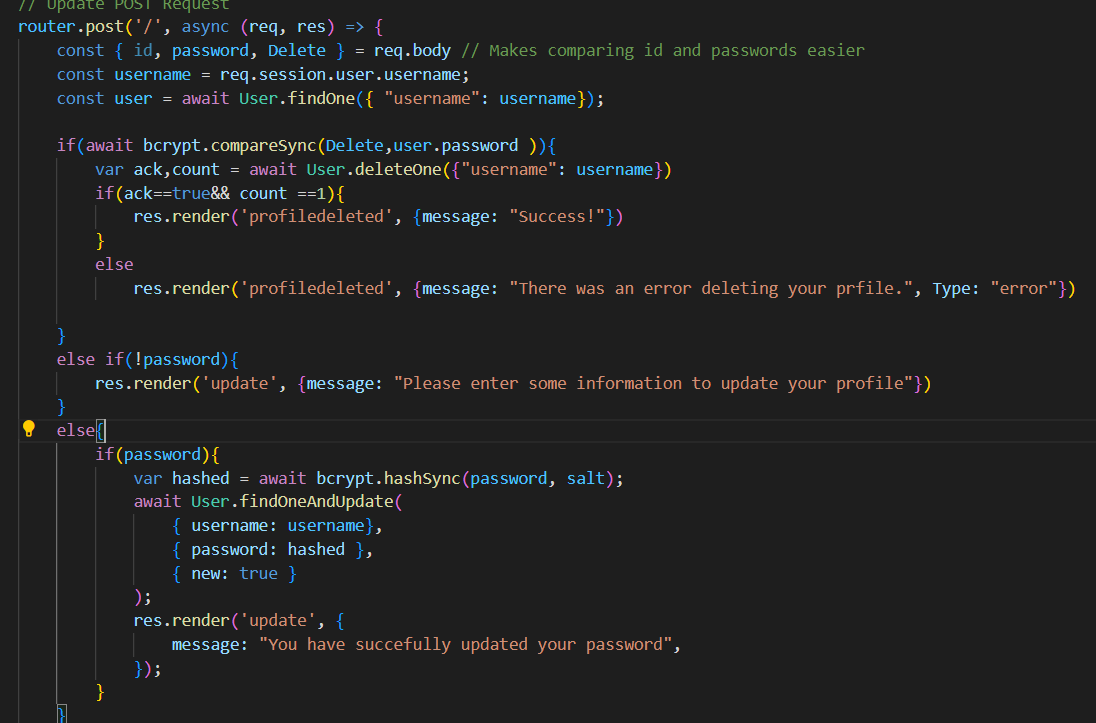 // Update POST Request
router.post('/', async (req, res) => {
    const { id, password, Delete } = req.body // Makes comparing id and passwords easier
    const username = req.session.user.username;
    const user = await User.findOne({ "username": username});
    if(await bcrypt.compareSync(Delete,user.password )){
        var ack,count = await User.deleteOne({"username": username})
        if(ack==true&& count ==1){
            res.render('profiledeleted', {message: "Success!"})
        }
        else
            res.render('profiledeleted', {message: "There was an error deleting your prfile.", Type: "error"})
    }
    else if(!password){
        res.render('update', {message: "Please enter some information to update your profile"})
    }
    else{
        if(password){
            var hashed = await bcrypt.hashSync(password, salt);
            await User.findOneAndUpdate(
                { username: username},
                { password: hashed },
                { new: true }
            );
            res.render('update', {
                message: "You have succefully updated your password",
            });
        }
    }